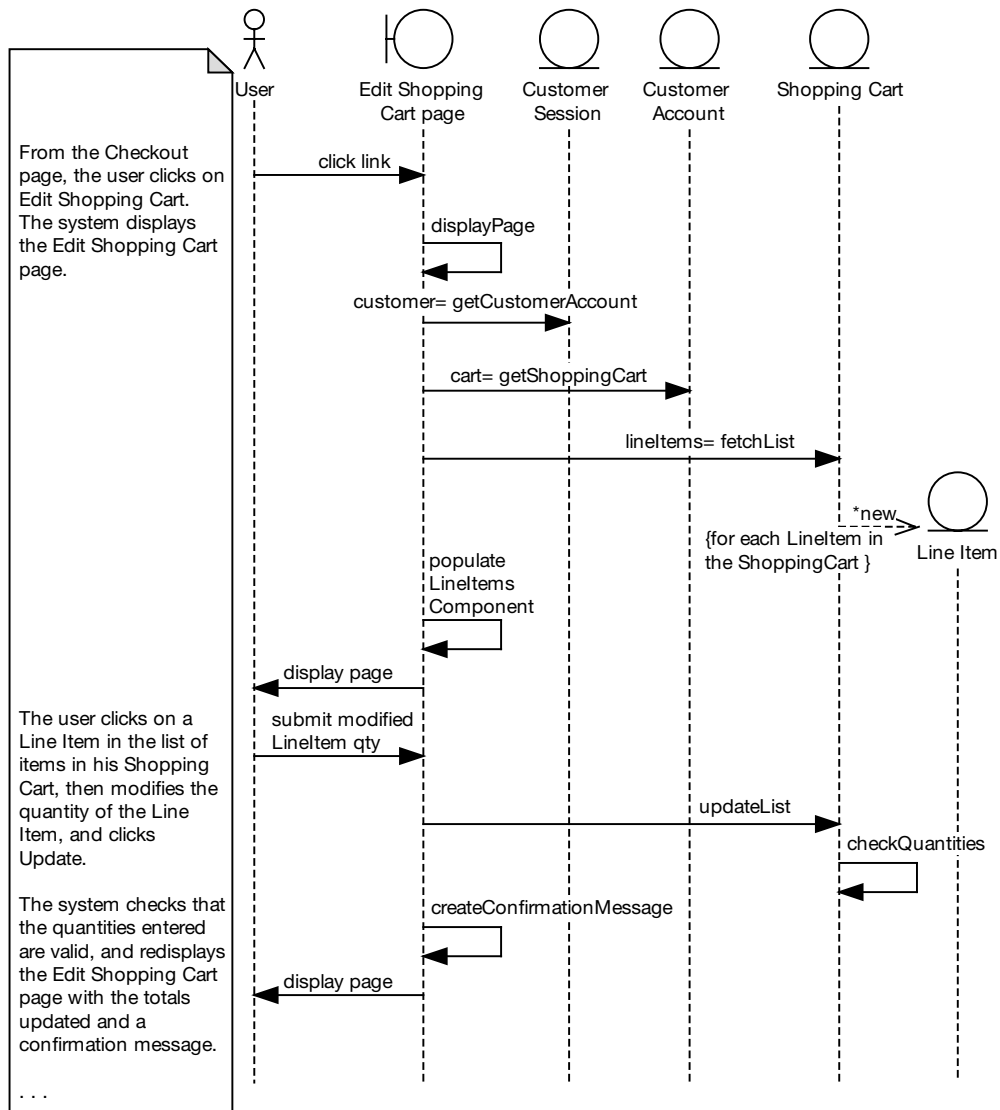 User
Edit Shopping
Cart page
Customer
Session
Customer
Account
Shopping Cart
From the Checkout
page, the user clicks on
Edit Shopping Cart.
The system displays
the Edit Shopping Cart
page.
click link
displayPage
customer= getCustomerAccount
cart= getShoppingCart
lineItems= fetchList
*new
{for each LineItem in
the ShoppingCart }
Line Item
populate
LineItems
Component
display page
The user clicks on a
Line Item in the list of
items in his Shopping
Cart, then modifies the
quantity of the Line
Item, and clicks
Update.
submit modified
LineItem qty
updateList
checkQuantities
The system checks that
the quantities entered
are valid, and redisplays
the Edit Shopping Cart
page with the totals
updated and a
confirmation message.
createConfirmationMessage
display page
. . .